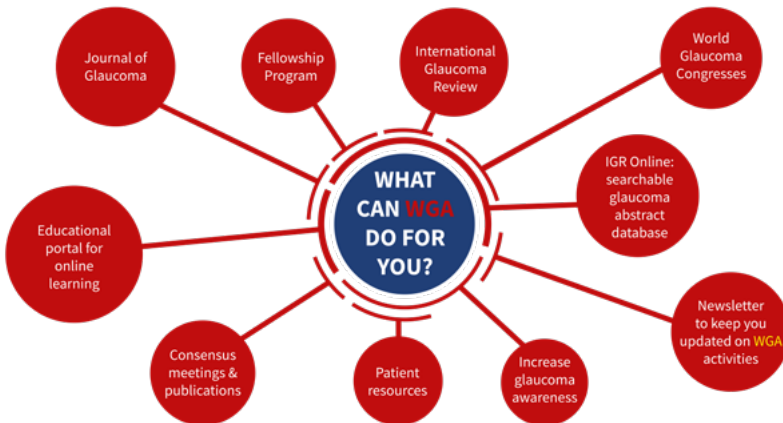 Journal of
Glaucoma
Fellowship
Program
International
Glaucoma
Review
World
Glaucoma
Congresses
WHAT
CAN WGA
DO FOR
YOU?
IGR Online:
searchable
glaucoma
abstract
database
Educational
portal for
online
learning
Newsletter
to keep you
updated on WGA
activities
Consensus
meetings &
publications
Patient
resources
Increase
glaucoma
awareness